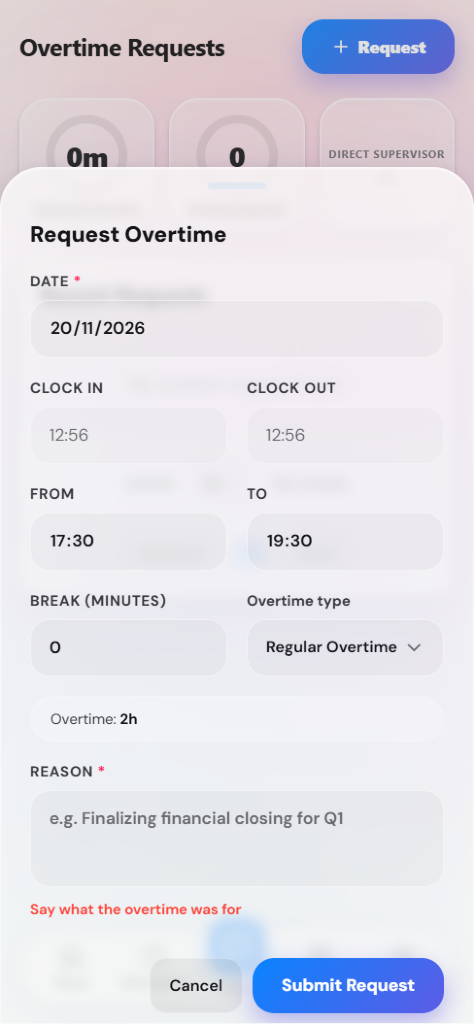 Overtime Requests
+ Request
0m
0
DIRECT SUPERVISOR
Request Overtime
DATE *
20/11/2026
CLOCK IN
CLOCK OUT
12:56
12:56
FROM
TO
17:30
19:30
BREAK (MINUTES)
Overtime type
0
Regular Overtime
Overtime: 2h
REASON *
e.g. Finalizing financial closing for Q1
Say what the overtime was for
Cancel
Submit Request